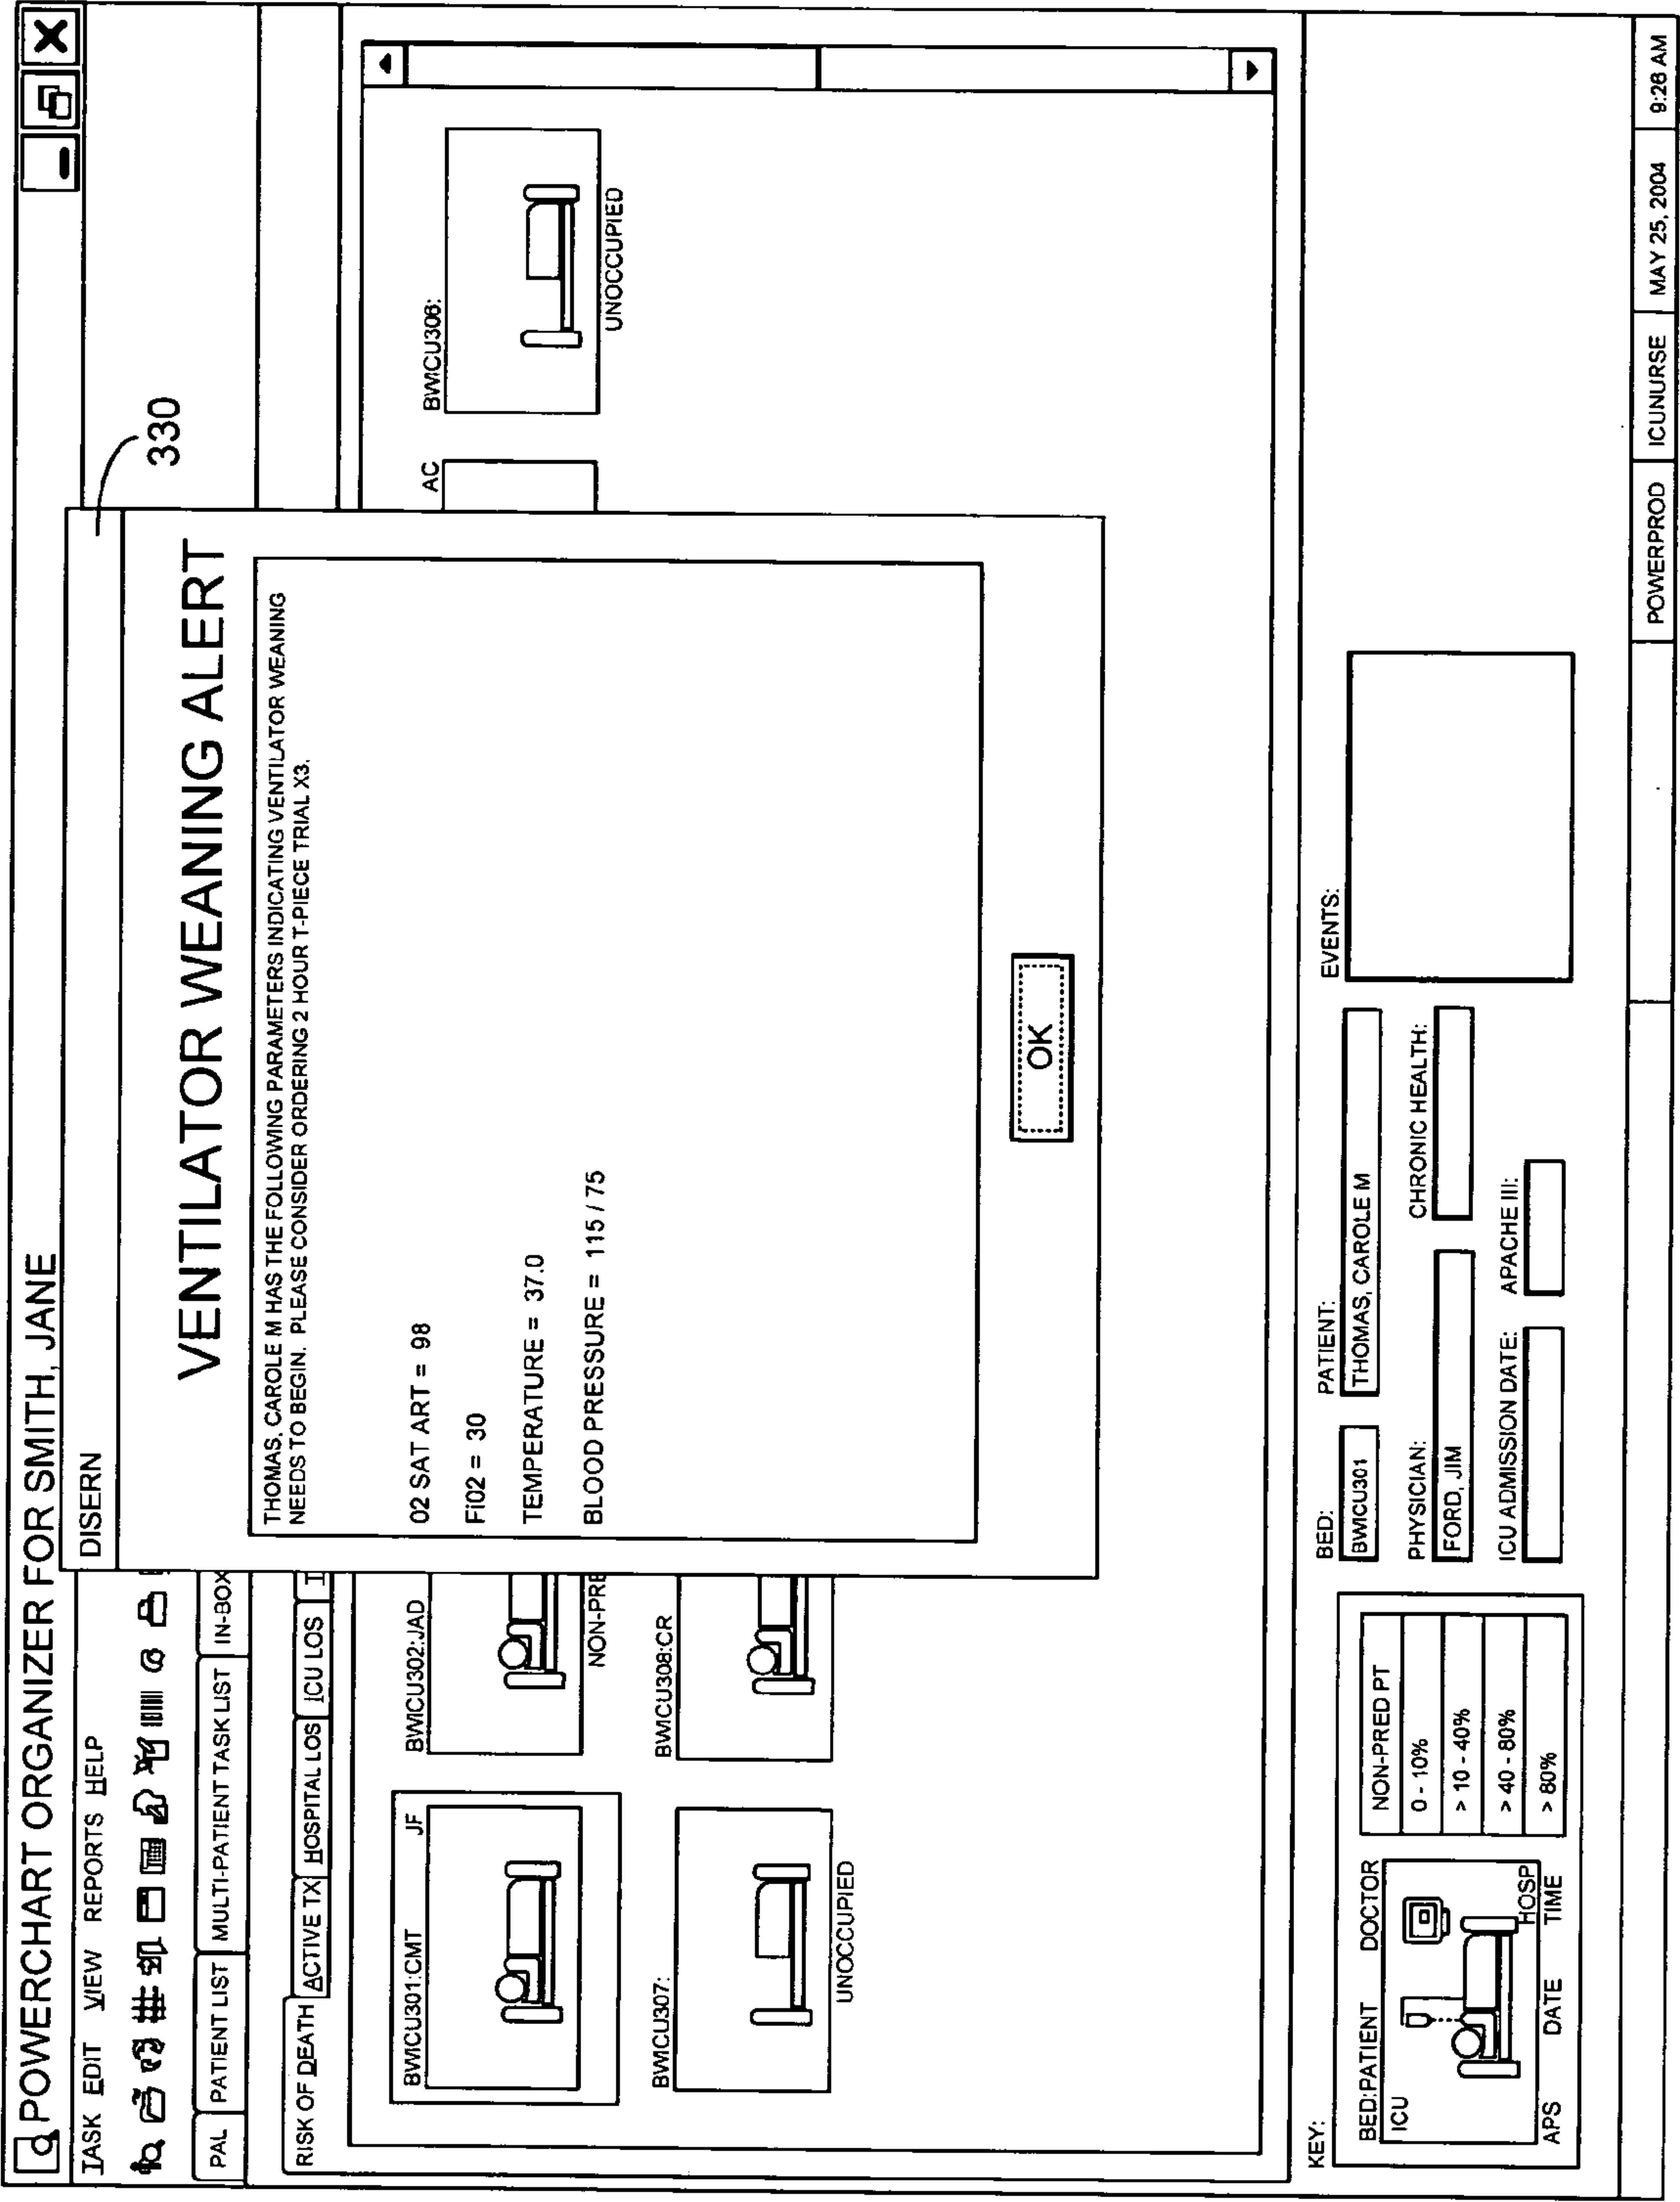 POWERCHART ORGANIZER FOR SMITH, JANE
TASK EDIT VIEW REPORTS HELP
PAL
PATIENT LIST
MULTI-PATIENT TASK LIST
IN-BOX
RISK OF DEATH
ACTIVE TX
HOSPITAL LOS
ICU LOS
I
DISERN
330
VENTILATOR WEANING ALERT
THOMAS, CAROLE M HAS THE FOLLOWING PARAMETERS INDICATING VENTILATOR WEANING
NEEDS TO BEGIN. PLEASE CONSIDER ORDERING 2 HOUR T-PIECE TRIAL X3.
02 SAT ART = 98
Fi02 = 30
TEMPERATURE = 37.0
BLOOD PRESSURE = 115 / 75
OK
BWICU301:CMT JF
BWICU302:JAD
NON-PRE
AC
BWICU306:
UNOCCUPIED
BWICU307:
UNOCCUPIED
BWICU308:CR
KEY:
BED:PATIENT DOCTOR
ICU
HOSP
APS DATE TIME
NON-PRED PT
0 - 10%
> 10 - 40%
> 40 - 80%
> 80%
BED:
BWICU301
PATIENT:
THOMAS, CAROLE M
PHYSICIAN:
FORD, JIM
CHRONIC HEALTH:
ICU ADMISSION DATE:
APACHE III:
EVENTS:
POWERPROD ICUNURSE MAY 25, 2004 9:26 AM